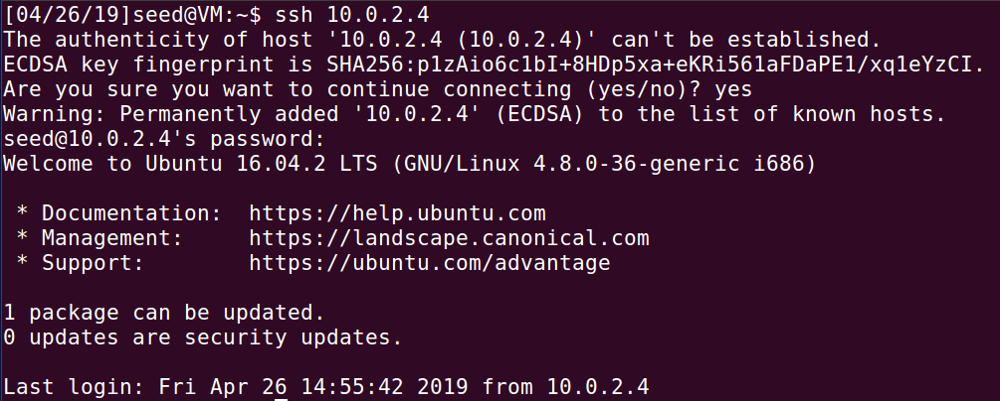 [04/26/19]seed@VM:~$ ssh 10.0.2.4
The authenticity of host '10.0.2.4 (10.0.2.4)' can't be established.
ECDSA key fingerprint is SHA256:p1zAio6c1bI+8HDp5xa+eKRi561aFDaPE1/xq1eYzCI.
Are you sure you want to continue connecting (yes/no)? yes
Warning: Permanently added '10.0.2.4' (ECDSA) to the list of known hosts.
seed@10.0.2.4's password:
Welcome to Ubuntu 16.04.2 LTS (GNU/Linux 4.8.0-36-generic i686)
 * Documentation:  https://help.ubuntu.com
 * Management:     https://landscape.canonical.com
 * Support:        https://ubuntu.com/advantage
1 package can be updated.
0 updates are security updates.
Last login: Fri Apr 26 14:55:42 2019 from 10.0.2.4